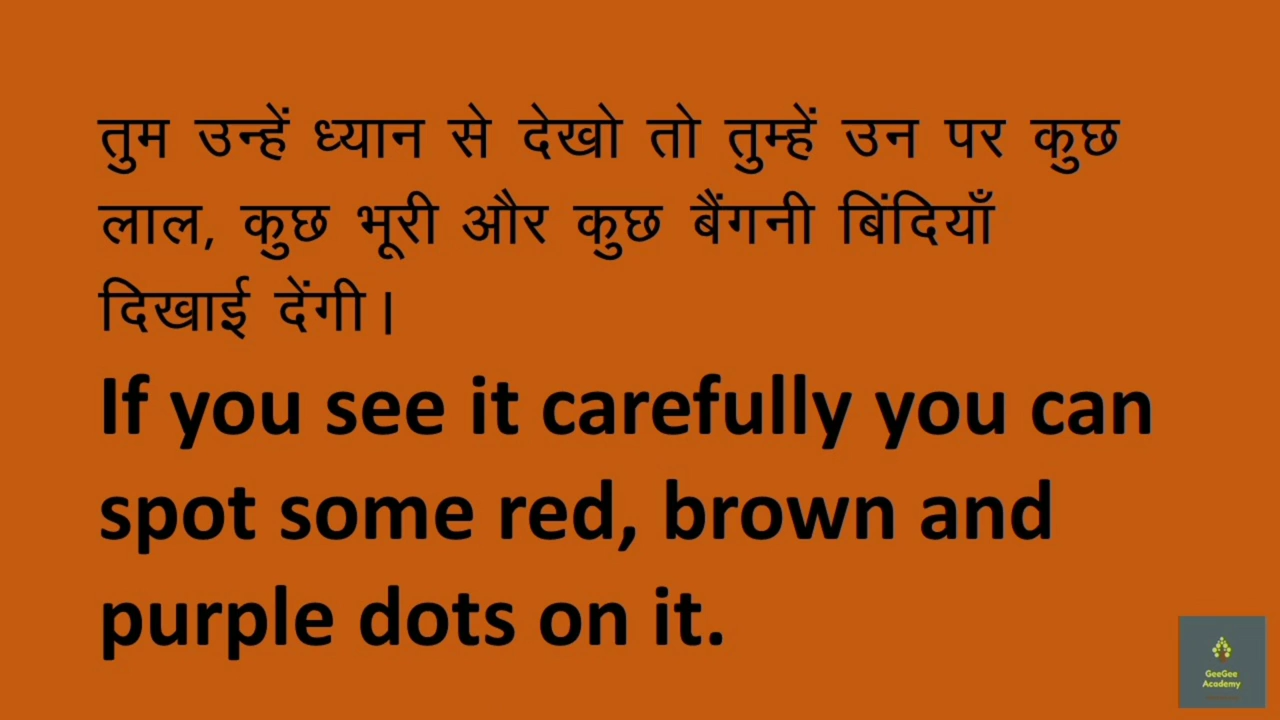 तुम उन्हें ध्यान से देखो तो तुम्हें उन पर कुछ
लाल, कुछ भूरी और कुछ बैंगनी बिंदियाँ
दिखाई देंगी।
If you see it carefully you can
spot some red, brown and
purple dots on it.
GeeGee
Academy